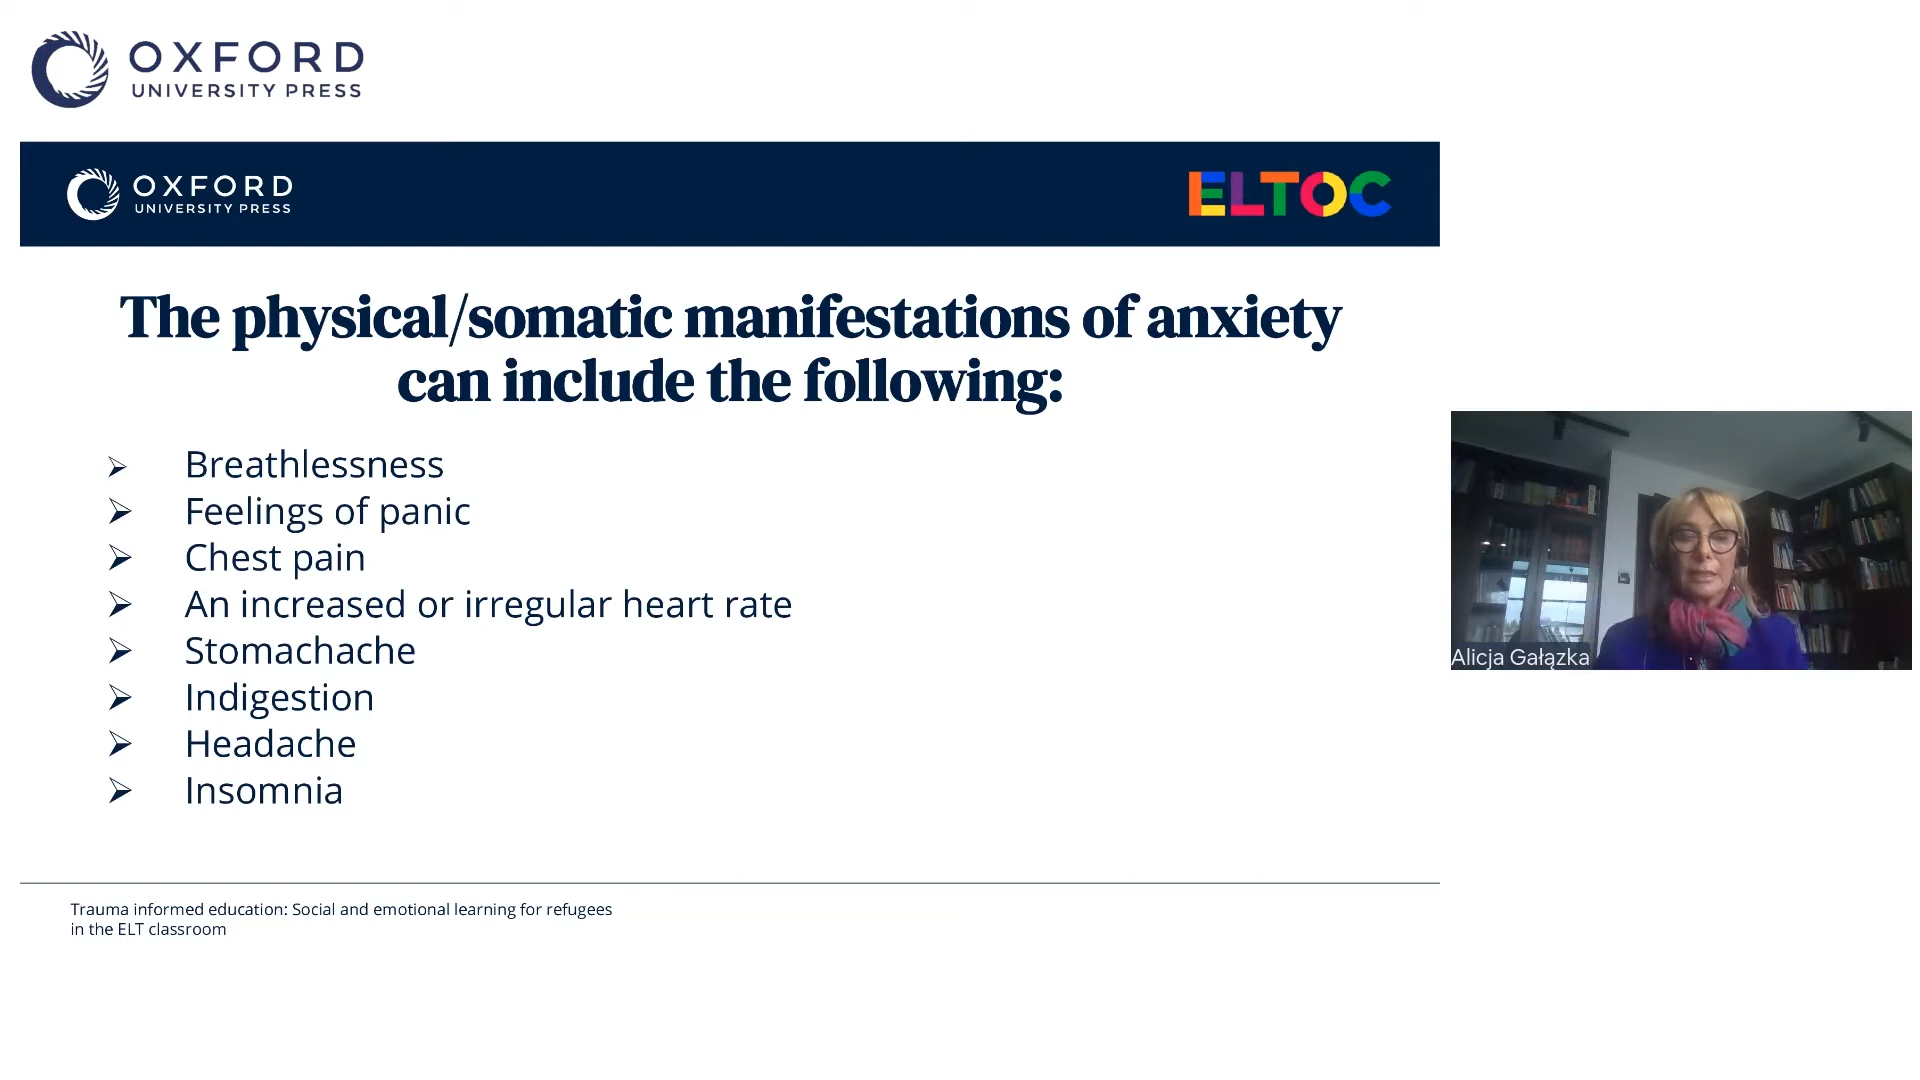 OXFORD
UNIVERSITY PRESS
OXFORD
UNIVERSITY PRESS
ELTOC
The physical/somatic manifestations of anxiety
can include the following:
Breathlessness
Feelings of panic
Chest pain
An increased or irregular heart rate
Stomachache
Indigestion
Headache
Insomnia
Alicja Gałązka
Trauma informed education: Social and emotional learning for refugees
in the ELT classroom